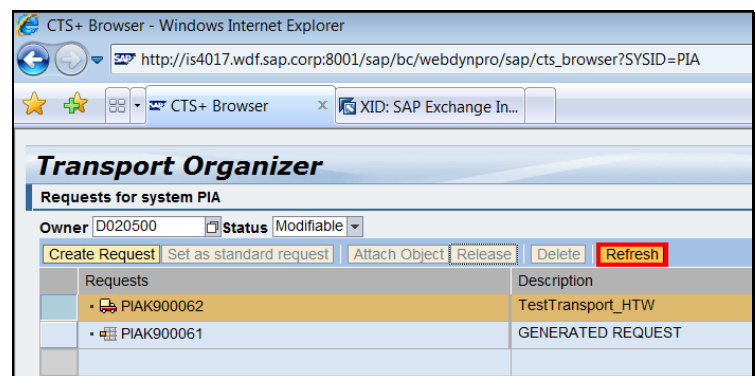 CTS+ Browser - Windows Internet Explorer
SAP http://is4017.wdf.sap.corp:8001/sap/bc/webdynpro/sap/cts_browser?SYSID=PIA
SAP CTS+ Browser x XID: SAP Exchange In...
Transport Organizer
Requests for system PIA
Owner D020500 Status Modifiable
Create Request Set as standard request Attach Object Release Delete Refresh
Requests Description
PIAK900062 TestTransport_HTW
PIAK900061 GENERATED REQUEST